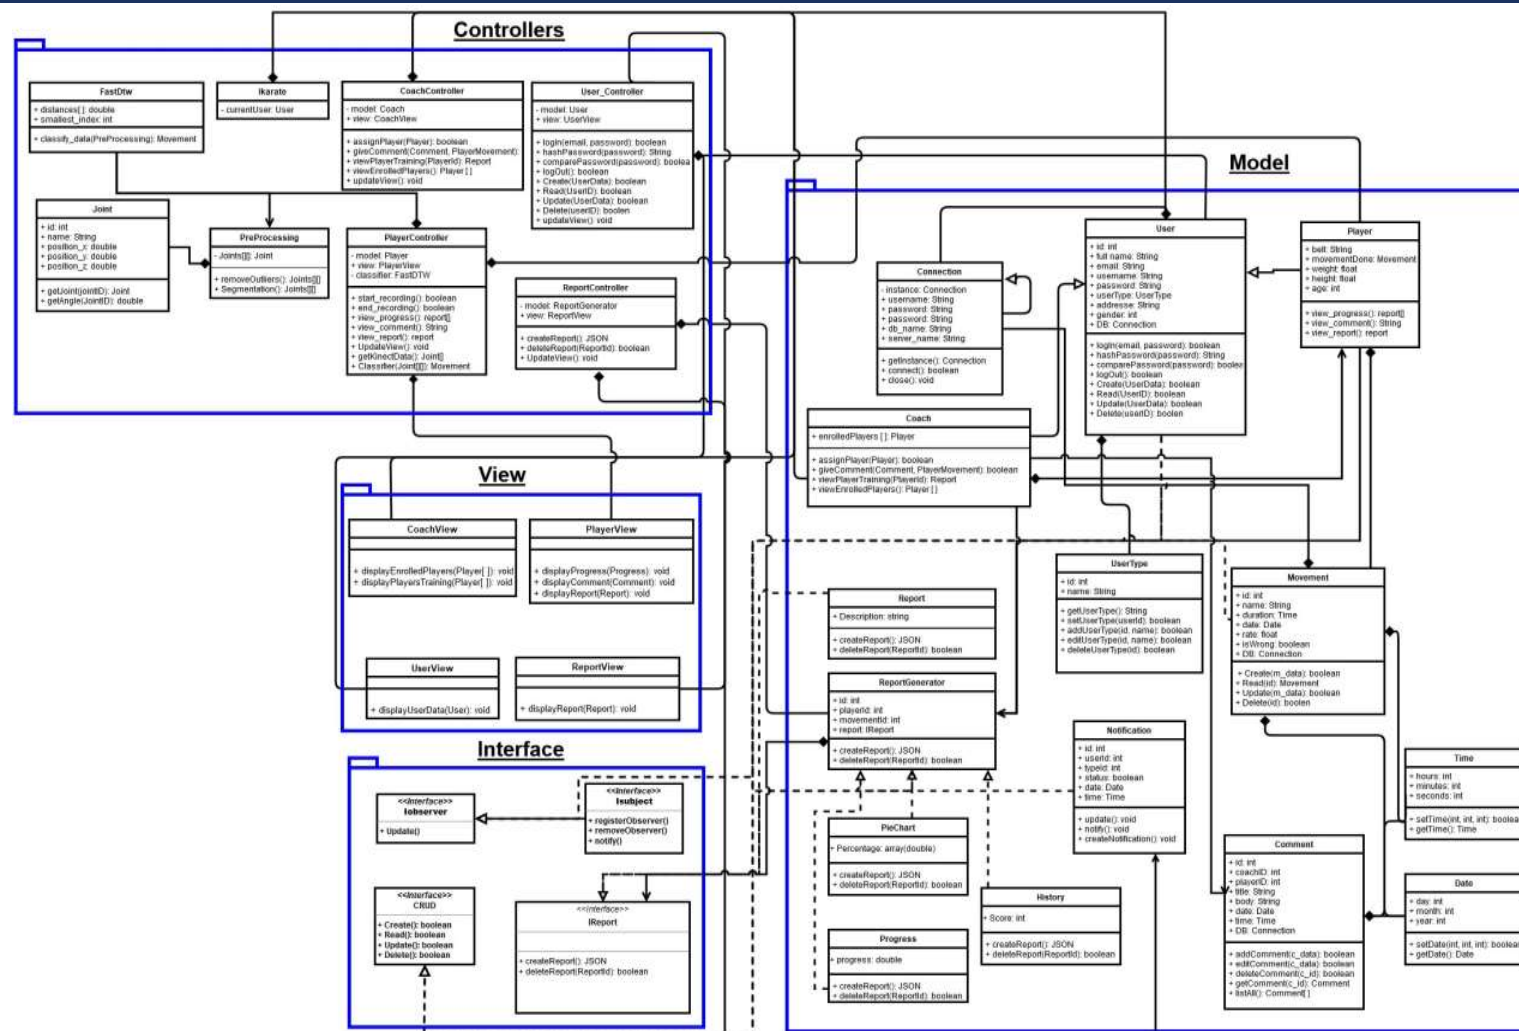 Controllers
FastDtw
+ distances[ ]: double
+ smallest_index: int
+ classify_data(PreProcessing): Movement
Ikarate
- currentUser: User
CoachController
- model: Coach
+ view: CoachView
+ assignPlayer(Player): boolean
+ giveComment(Comment, PlayerMovement):
+ viewPlayerTraining(PlayerId): Report
+ viewEnrolledPlayers(): Player [ ]
+ updateView(): void
User_Controller
- model: User
+ view: UserView
+ login(email, password): boolean
+ hashPassword(password): String
+ comparePassword(password): boolea
+ logOut(): boolean
+ Create(UserData): boolean
+ Read(UserID): boolean
+ Update(UserData): boolean
+ Delete(userID): boolen
+ updateView(): void
Joint
+ id: int
+ name: String
+ position_x: double
+ position_y: double
+ position_z: double
+ getJoint(jointID): Joint
+ getAngle(JointID): double
PreProcessing
- Joints[][]: Joint
+ removeOutliers(): Joints[][]
+ Segmentation(): Joints[][]
PlayerController
- model: Player
+ view: PlayerView
- classifier: FastDTW
+ start_recording(): boolean
+ end_recording(): boolean
+ view_progress(): report[]
+ view_comment(): String
+ view_report(): report
+ UpdateView(): void
+ getKinectData(): Joint[]
+ Classifier(Joint[][]): Movement
ReportController
- model: ReportGenerator
+ view: ReportView
+ createReport(): JSON
+ deleteReport(ReportId): boolean
+ UpdateView(): void
View
CoachView
+ displayEnrolledPlayers(Player[ ]): void
+ displayPlayersTraining(Player[ ]): void
PlayerView
+ displayProgress(Progress): void
+ displayComment(Comment): void
+ displayReport(Report): void
UserView
+ displayUserData(User): void
ReportView
+ displayReport(Report): void
Interface
<<Interface>>
Iobserver
+ Update()
<<Interface>>
Isubject
+ registerObserver()
+ removeObserver()
+ notify()
<<Interface>>
CRUD
+ Create(): boolean
+ Read(): boolean
+ Update(): boolean
+ Delete(): boolean
<<Interface>>
IReport
+ createReport(): JSON
+ deleteReport(ReportId): boolean
Model
Connection
- instance: Connection
+ username: String
+ password: String
+ password: String
+ db_name: String
+ server_name: String
+ getInstance(): Connection
+ connect(): boolean
+ close(): void
User
+ id: int
+ full name: String
+ email: String
+ username: String
+ password: String
+ userType: UserType
+ addresse: String
+ gender: int
+ DB: Connection
+ login(email, password): boolean
+ hashPassword(password): String
+ comparePassword(password): boolea
+ logOut(): boolean
+ Create(UserData): boolean
+ Read(UserID): boolean
+ Update(UserData): boolean
+ Delete(userID): boolen
Player
+ belt: String
+ movementDone: Movement
+ weight: float
+ height: float
+ age: int
+ view_progress(): report[]
+ view_comment(): String
+ view_report(): report
Coach
+ enrolledPlayers [ ]: Player
+ assignPlayer(Player): boolean
+ giveComment(Comment, PlayerMovement): boolean
+ viewPlayerTraining(PlayerId): Report
+ viewEnrolledPlayers(): Player [ ]
UserType
+ id: int
+ name: String
+ getUserType(): String
+ setUserType(userId): boolean
+ addUserType(id, name): boolean
+ editUserType(id, name): boolean
+ deleteUserType(id): boolean
Movement
+ id: int
+ name: String
+ duration: Time
+ date: Date
+ rate: float
+ isWrong: boolean
+ DB: Connection
+ Create(m_data): boolean
+ Read(id): Movement
+ Update(m_data): boolean
+ Delete(id): boolen
Report
+ Description: string
+ createReport(): JSON
+ deleteReport(ReportId): boolean
ReportGenerator
+ id: int
+ playerId: int
+ movementId: int
+ report: IReport
+ createReport(): JSON
+ deleteReport(ReportId): boolean
Notification
+ id: int
+ userId: int
+ typeId: int
+ status: boolean
+ date: Date
+ time: Time
+ update(): void
+ notify(): void
+ createNotification(): void
Time
+ hours: int
+ minutes: int
+ seconds: int
+ setTime(int, int, int): boolea
+ getTime(): Time
PieChart
+ Percentage: array(double)
+ createReport(): JSON
+ deleteReport(ReportId): boolean
History
+ Score: int
+ createReport(): JSON
+ deleteReport(ReportId): boolean
Progress
+ progress: double
+ createReport(): JSON
+ deleteReport(ReportId): boolean
Comment
+ id: int
+ coachID: int
+ playerID: int
+ title: String
+ body: String
+ date: Date
+ time: Time
+ DB: Connection
+ addComment(c_data): boolean
+ editComment(c_data): boolean
+ deleteComment(c_id): boolean
+ getComment(c_id): Comment
+ listAll(): Comment[ ]
Date
+ day: int
+ month: int
+ year: int
+ setDate(int, int, int): boolea
+ getDate(): Date